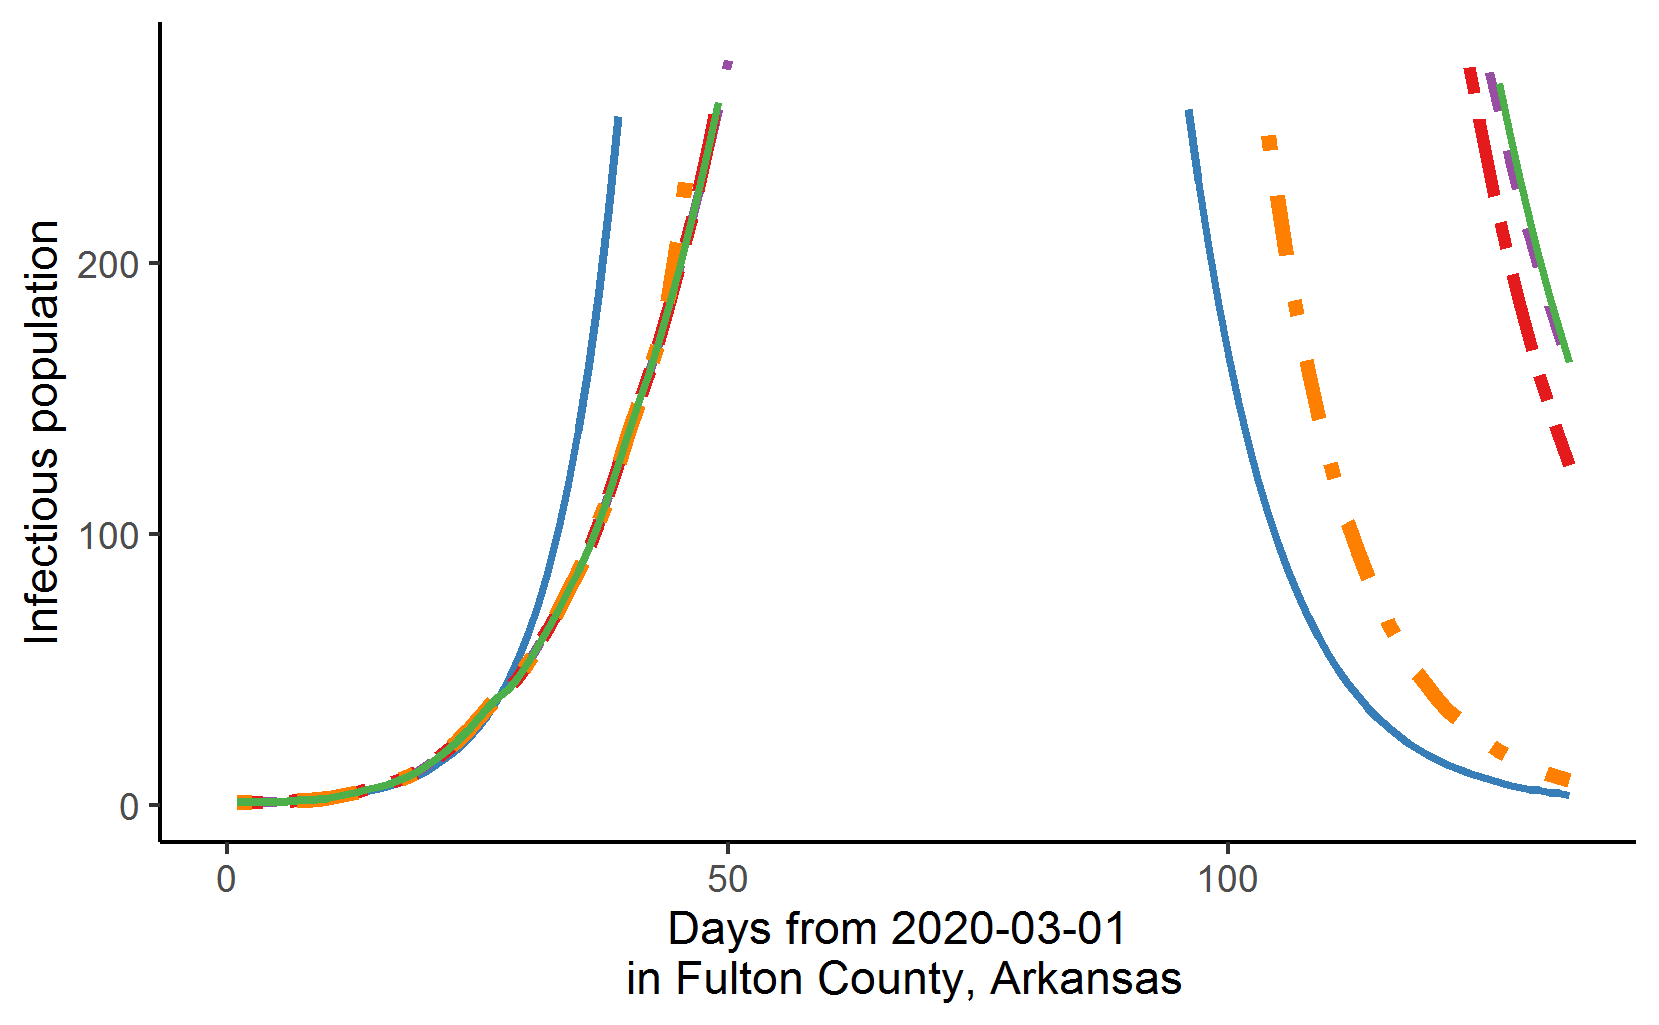 Infectious population
200
100
0
0
50
100
Days from 2020-03-01
in Fulton County, Arkansas